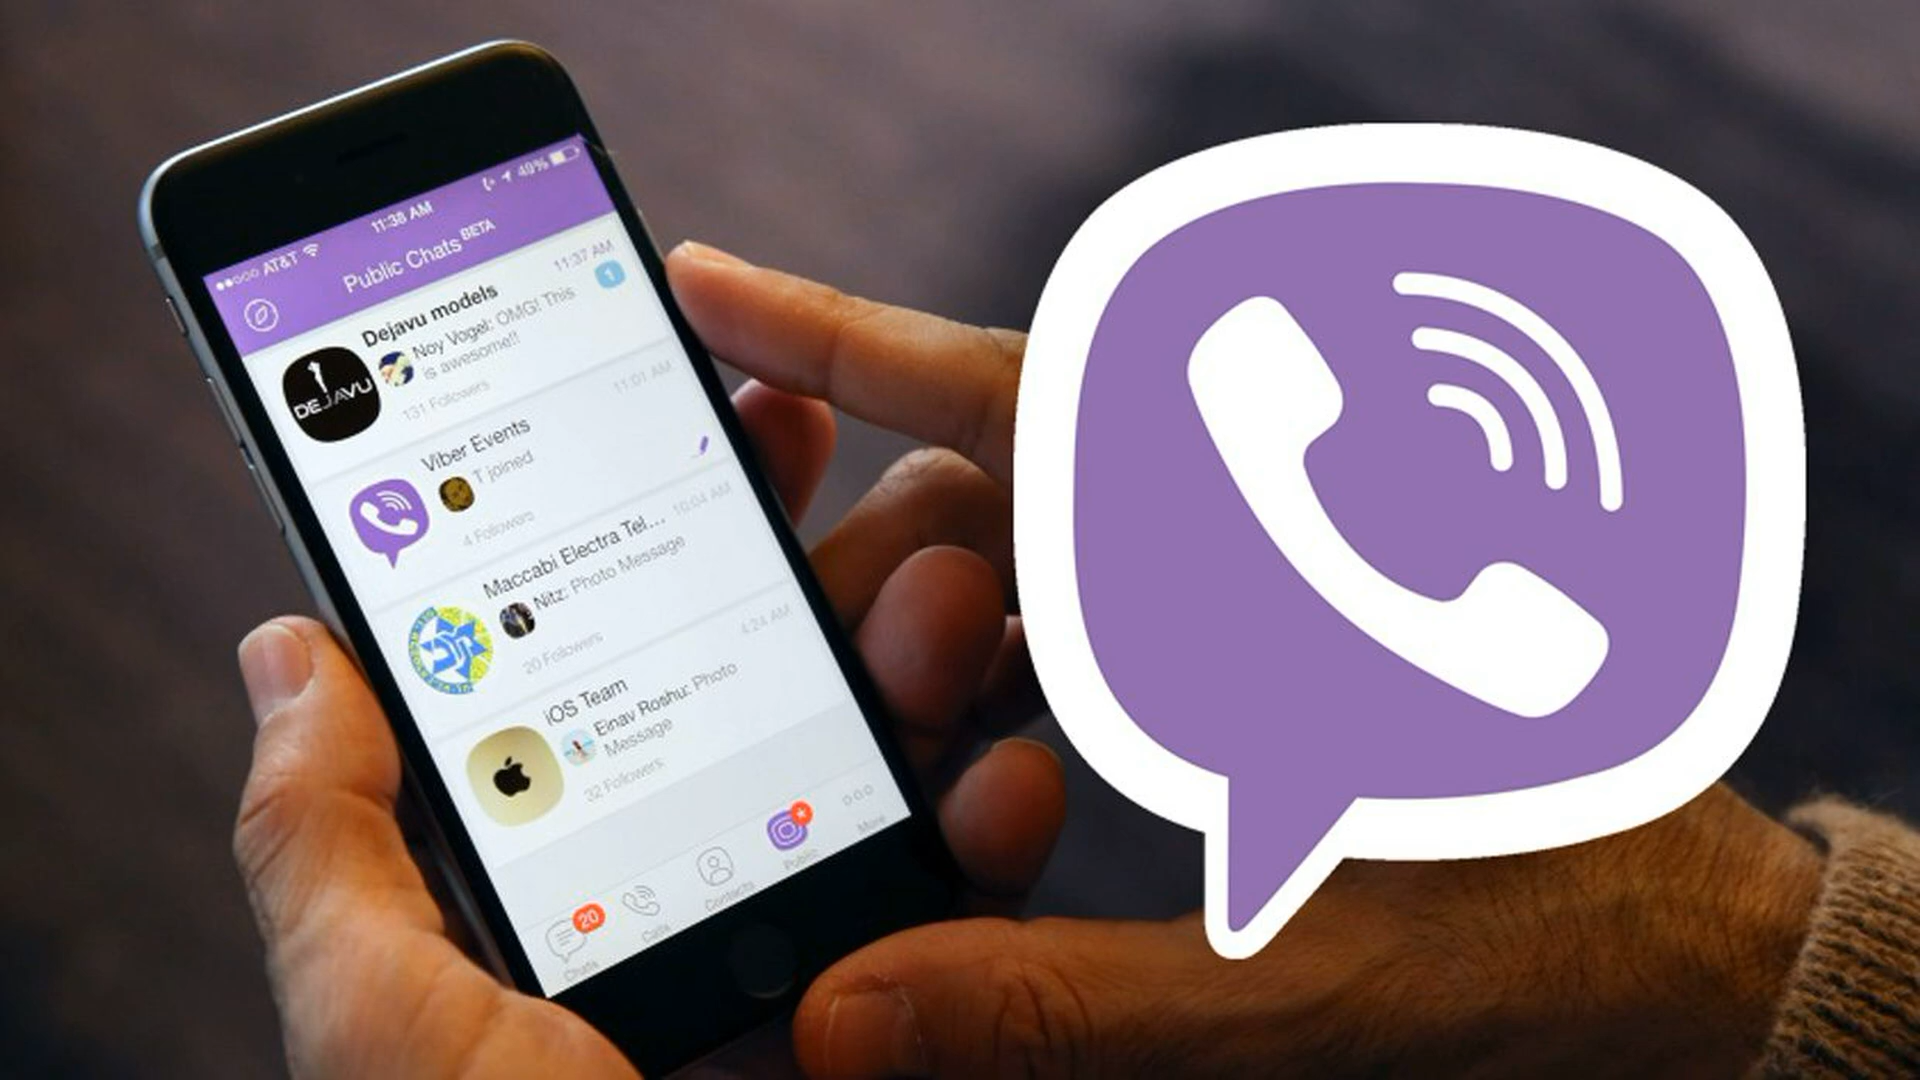 AT&T 11:38 AM 49%
Public Chats BETA
Dejavu models 11:37 AM
Noy Vogel: OMG! This 1
is awesome!!
131 Followers
DEJAVU
Viber Events 11:01 AM
T joined
4 Followers
Maccabi Electra Tel... 10:04 AM
Nitz: Photo Message
20 Followers
iOS Team 4:24 AM
Einav Roshu: Photo
Message
32 Followers
20
Chats Calls Contacts Public More